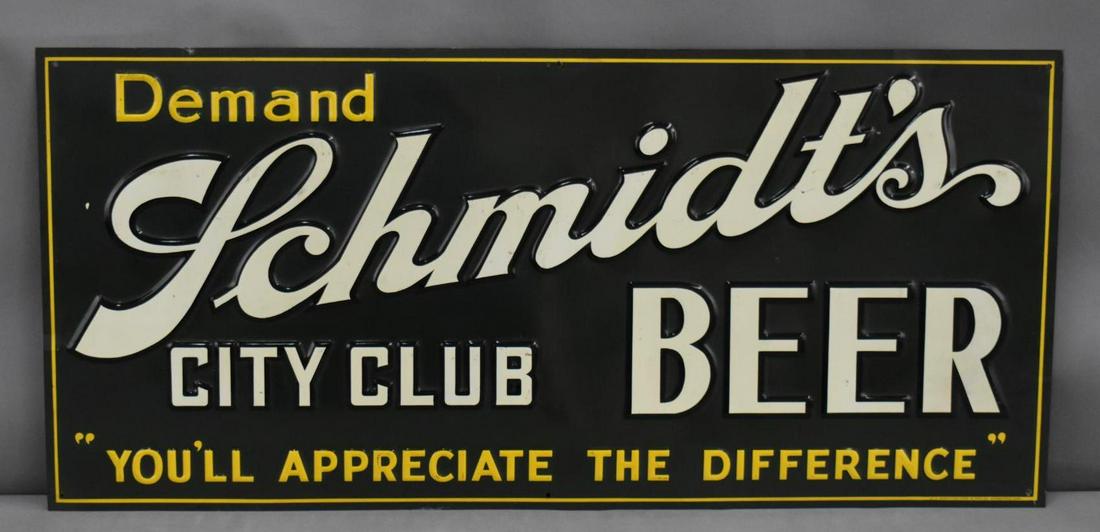 Demand
Schmidt's
CITY CLUB BEER
"YOU'LL APPRECIATE THE DIFFERENCE"